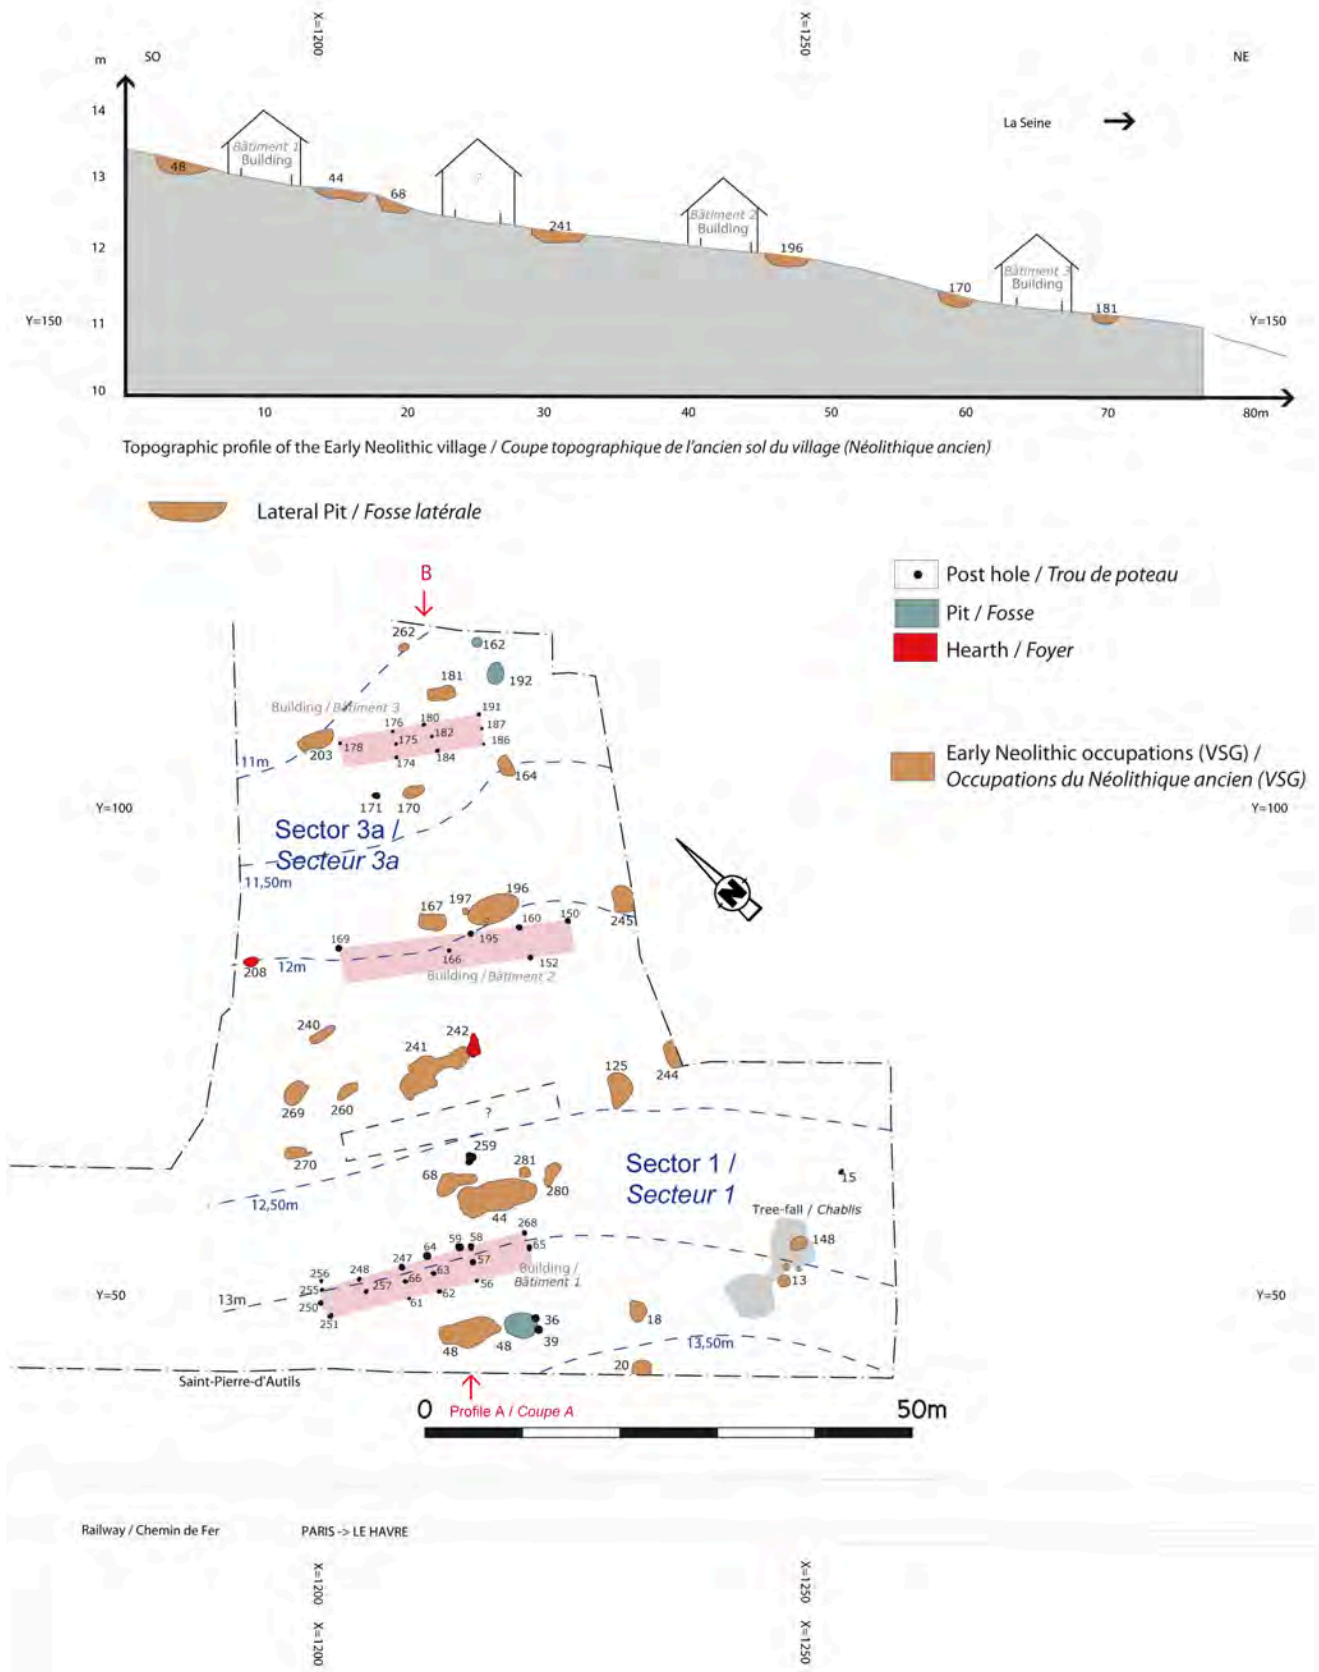 X=1200
X=1250
m
SO
NE
14
La Seine
Bâtiment 1
Building
13
48
44
68
?
241
12
Bâtiment 2
Building
196
170
Bâtiment 3
Building
181
Y=150
11
Y=150
10
10
20
30
40
50
60
70
80m
Topographic profile of the Early Neolithic village / Coupe topographique de l'ancien sol du village (Néolithique ancien)
Lateral Pit / Fosse latérale
B
Post hole / Trou de poteau
Pit / Fosse
Hearth / Foyer
Early Neolithic occupations (VSG) /
Occupations du Néolithique ancien (VSG)
262
162
181
192
Building / Bâtiment 3
191
176
180
187
182
178
175
186
203
174
184
11m
164
Y=100
171
170
Y=100
Sector 3a /
Secteur 3a
11,50m
167
197
196
160
150
245
169
195
166
152
208
12m
Building / Bâtiment 2
240
242
241
125
244
269
260
?
270
259
281
68
280
44
12,50m
Sector 1 /
Secteur 1
15
Tree-fall / Chablis
148
13
268
64
59
58
65
247
57
Building /
Bâtiment 1
256
248
63
66
255
257
56
250
61
62
251
13m
Y=50
Y=50
36
39
48
48
18
13,50m
20
Saint-Pierre-d'Autils
0
Profile A / Coupe A
50m
Railway / Chemin de Fer
PARIS -> LE HAVRE
X=1200
X=1250
X=1200
X=1250
N